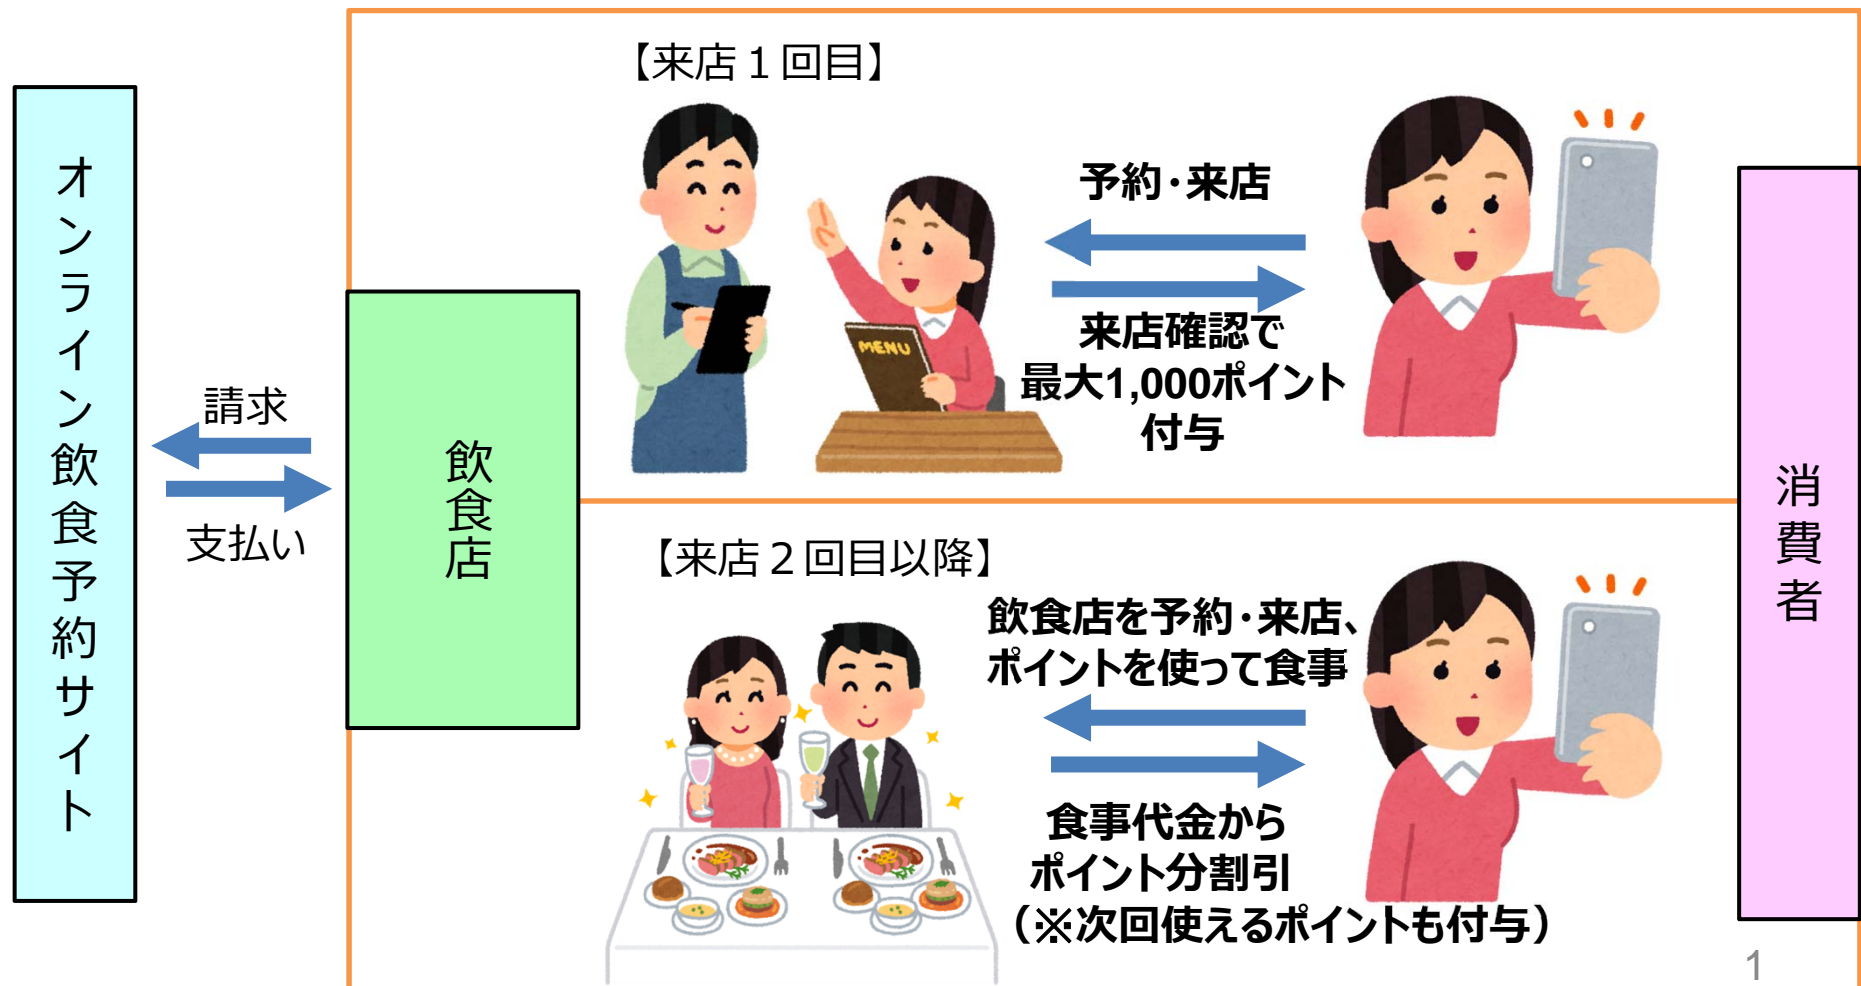 オンライン飲食予約サイト
請求
支払い
飲食店
【来店１回目】
MENU
予約・来店
来店確認で
最大1,000ポイント
付与
【来店２回目以降】
飲食店を予約・来店、
ポイントを使って食事
食事代金から
ポイント分割引
（※次回使えるポイントも付与）
消費者
1